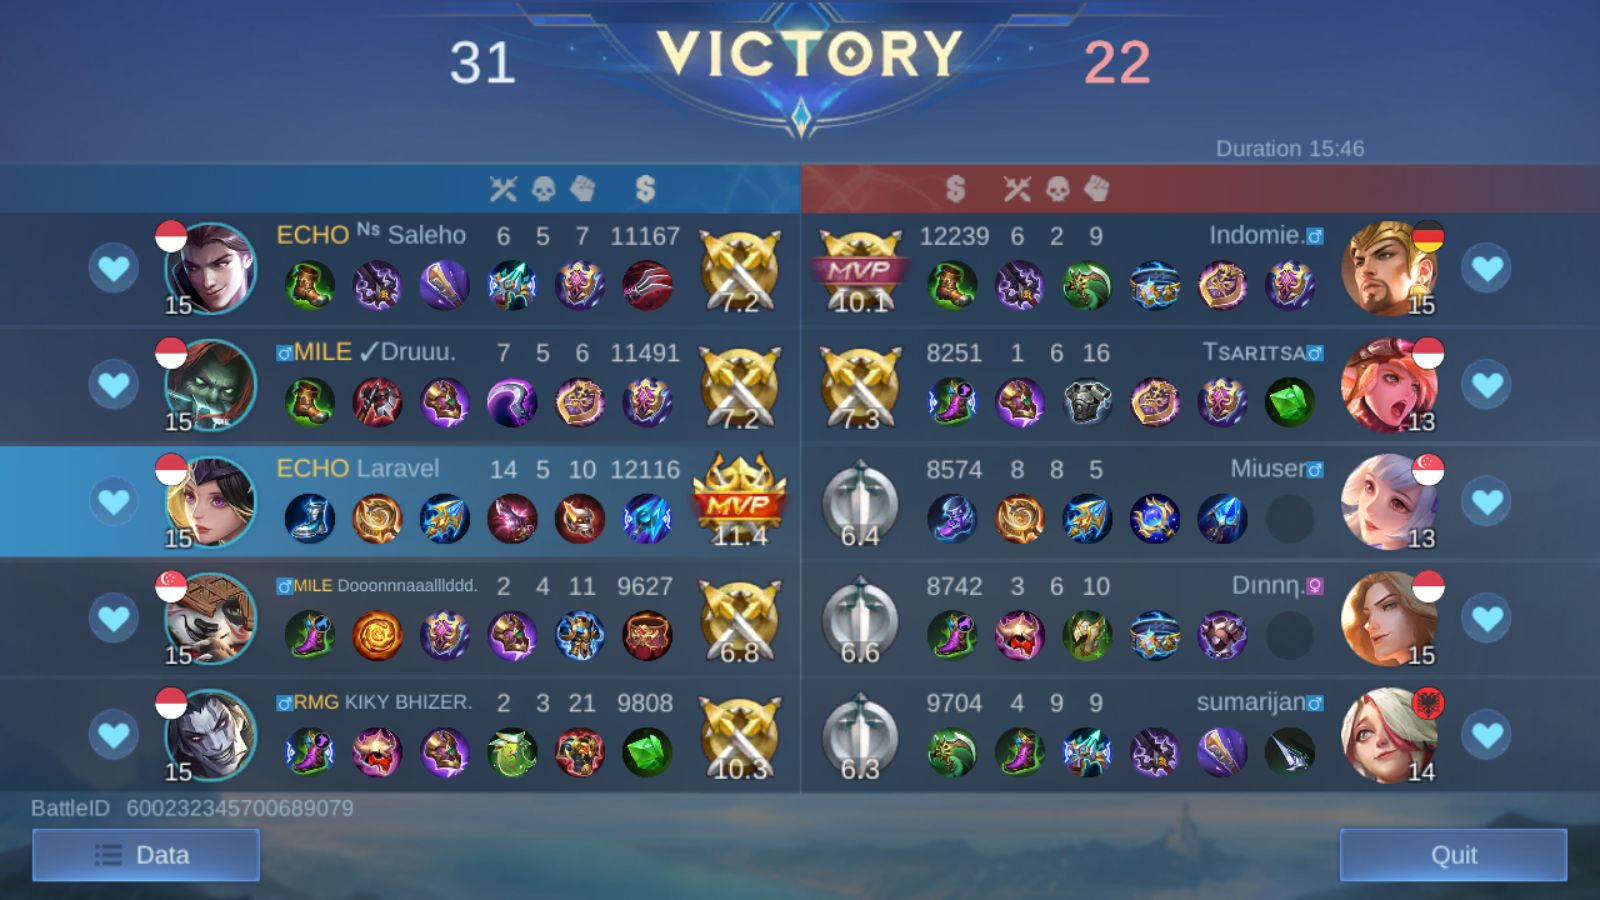 31 VICTORY 22
Duration 15:46
ECHO ᴺˢ Saleho 6 5 7 11167 7.2 15
MVP 10.1 12239 6 2 9 Indomie. 15
MILE ✓Druuu. 7 5 6 11491 7.2 15
7.3 8251 1 6 16 TSARITSA 13
ECHO Laravel 14 5 10 12116 MVP 11.4 15
6.4 8574 8 8 5 Miuser 13
MILE Dooonnnaaalllddd. 2 4 11 9627 6.8 15
6.6 8742 3 6 10 Dınnη. 15
RMG KIKY BHIZER. 2 3 21 9808 10.3 15
6.3 9704 4 9 9 sumarijan 14
BattleID 600232345700689079
Data Quit